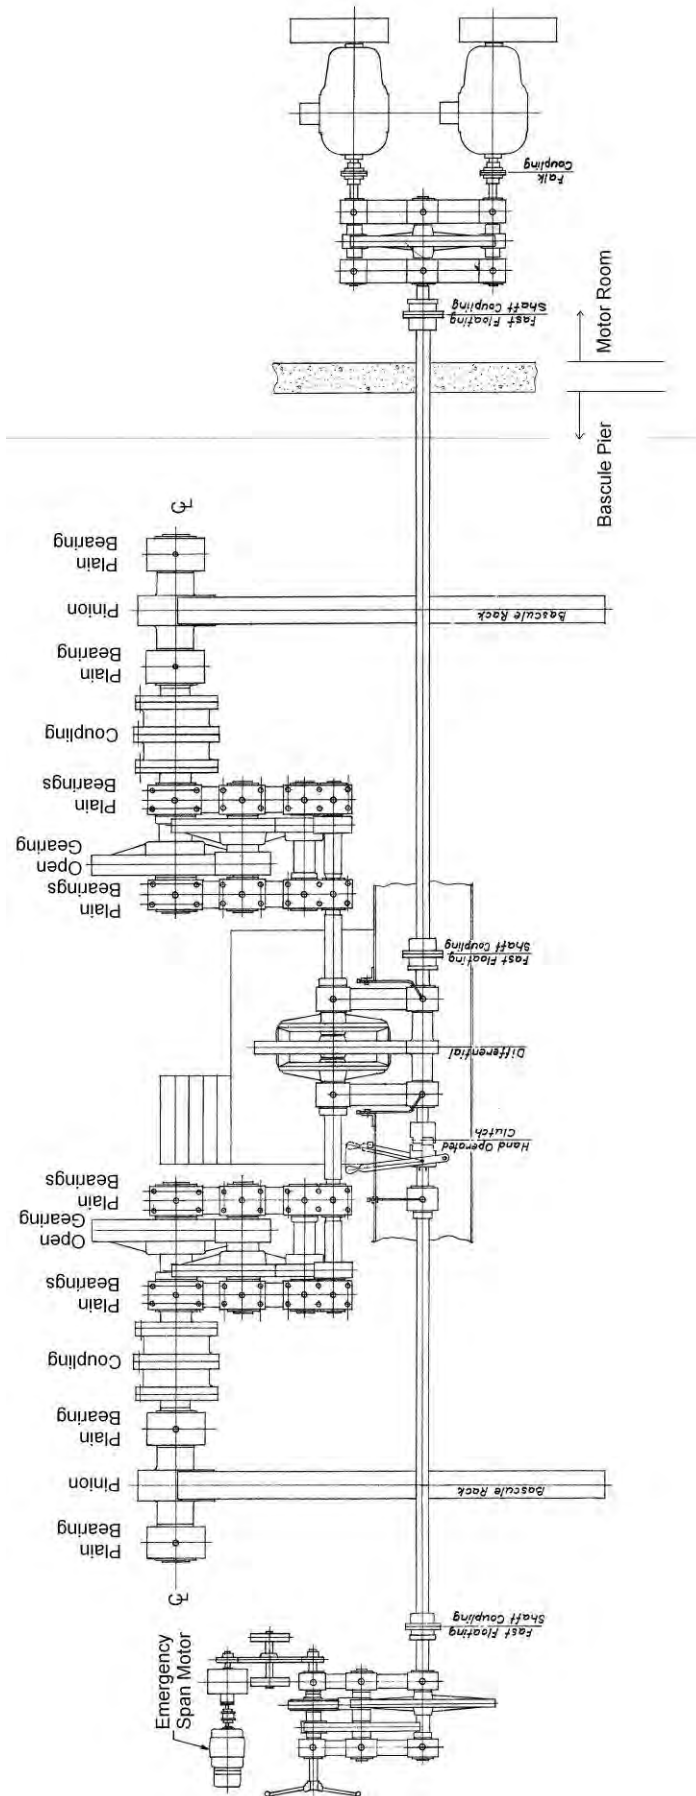 Falk
Coupling
Fast Floating
Shaft Coupling
Motor Room
Bascule Pier
℄
Plain
Bearing
Pinion
Bascule Rack
Plain
Bearing
Coupling
Plain
Bearings
Open
Gearing
Plain
Bearings
Fast Floating
Shaft Coupling
Differential
Hand Operated
Clutch
Plain
Bearings
Open
Gearing
Plain
Bearings
Coupling
Plain
Bearing
Pinion
Bascule Rack
Plain
Bearing
℄
Fast Floating
Shaft Coupling
Emergency
Span Motor